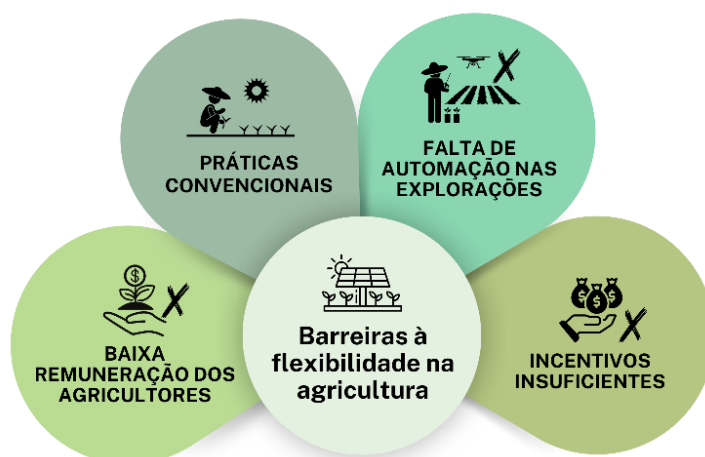 PRÁTICAS
CONVENCIONAIS
FALTA DE
AUTOMAÇÃO NAS
EXPLORAÇÕES
BAIXA
REMUNERAÇÃO DOS
AGRICULTORES
Barreiras à
flexibilidade na
agricultura
INCENTIVOS
INSUFICIENTES